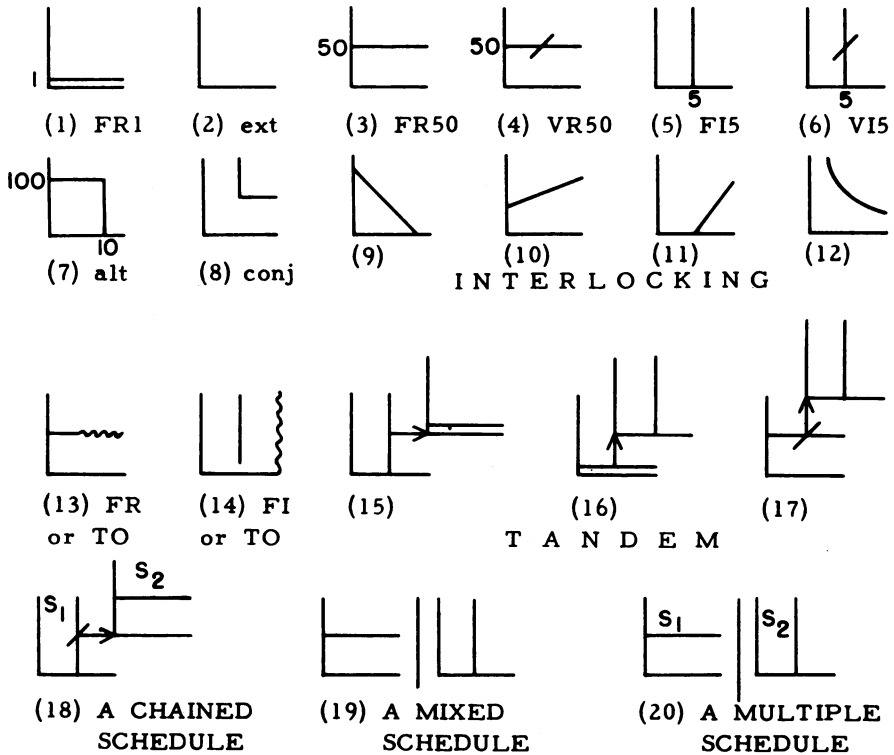 1
50
50
5
5
(1) FR1 (2) ext (3) FR50 (4) VR50 (5) FI5 (6) VI5
100
10
(7) alt (8) conj (9) (10) (11) (12)
INTERLOCKING
(13) FR (14) FI (15) (16) (17)
or TO or TO TANDEM
S1 S2
S1 S2
(18) A CHAINED (19) A MIXED (20) A MULTIPLE
SCHEDULE SCHEDULE SCHEDULE